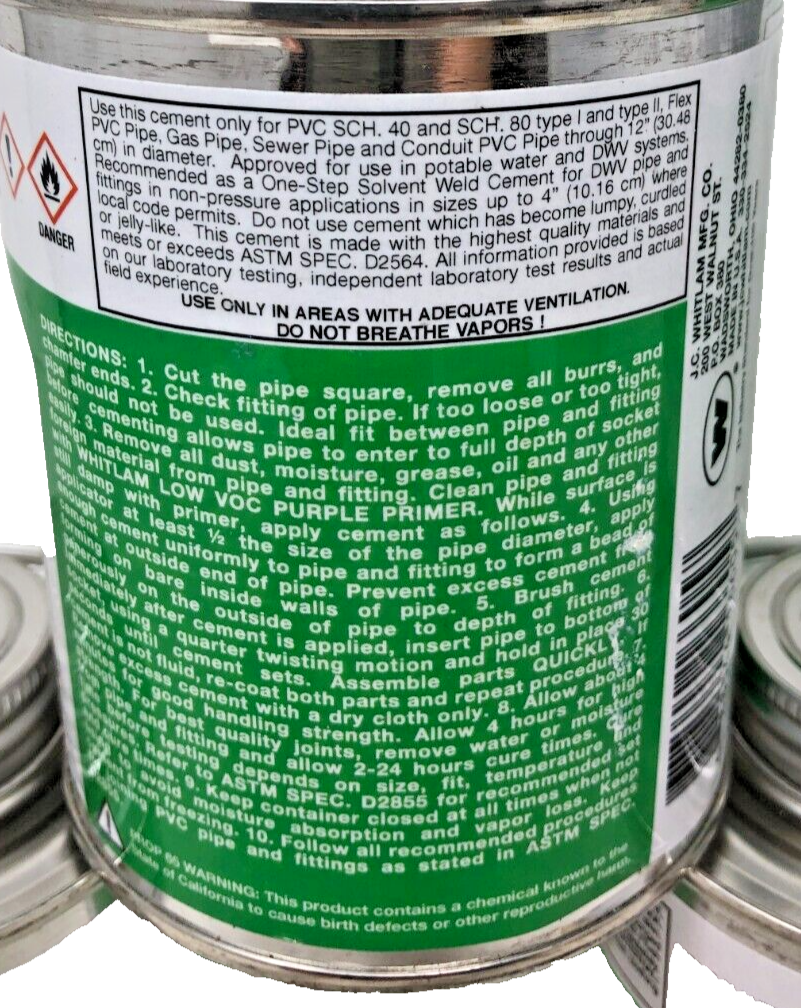 Use this cement only for PVC SCH. 40 and SCH. 80 type I and type II, Flex
PVC Pipe, Gas Pipe, Sewer Pipe and Conduit PVC Pipe through 12" (30.48
cm) in diameter. Approved for use in potable water and DWV systems.
Recommended as a One-Step Solvent Weld Cement for DWV pipe and
fittings in non-pressure applications in sizes up to 4" (10.16 cm) where
local code permits. Do not use cement which has become lumpy, curdled
or jelly-like. This cement is made with the highest quality materials and
meets or exceeds ASTM SPEC. D2564. All information provided is based
on our laboratory testing, independent laboratory test results and actual
field experience.
USE ONLY IN AREAS WITH ADEQUATE VENTILATION.
DO NOT BREATHE VAPORS !
DANGER
DIRECTIONS: 1. Cut the pipe square, remove all burrs, and
chamfer ends. 2. Check fitting of pipe. If too loose or too tight,
pipe should not be used. Ideal fit between pipe and fitting
before cementing allows pipe to enter to full depth of socket
easily. 3. Remove all dust, moisture, grease, oil and any other
foreign material from pipe and fitting. Clean pipe and fitting
with WHITLAM LOW VOC PURPLE PRIMER. While surface is
still damp with primer, apply cement as follows. 4. Using
applicator at least ½ the size of the pipe diameter, apply
enough cement uniformly to pipe and fitting to form a bead of
cement at outside end of pipe. Prevent excess cement
forming on bare inside walls of pipe. 5. Brush cement
generously on the outside of pipe to depth of fitting. 6.
Immediately after cement is applied, insert pipe to bottom of
socket using a quarter twisting motion and hold in place 30
seconds until cement sets. Assemble parts
cement is not fluid, re-coat both parts and repeat procedure. 7.
excess cement with a dry cloth only. 8. Allow about 4
for good handling strength. Allow 4 hours for high
For best quality joints, remove water or moisture
pipe and fitting and allow 2-24 hours cure times. Cure
before testing depends on size, fit, temperature and
Refer to ASTM SPEC. D2855 for recommended set
times. 9. Keep container closed at all times when not
avoid moisture absorption and vapor loss. Keep
from freezing. 10. Follow all recommended procedures
PVC pipe and fittings as stated in ASTM SPEC.
PROP 65 WARNING: This product contains a chemical known to the
State of California to cause birth defects or other reproductive harm.
J.C. WHITLAM MFG. CO.
200 WEST WALNUT ST.
P.O. BOX 380
WADSWORTH, OHIO 44282-0380
MADE IN U.S.A. 330-334-2524
W